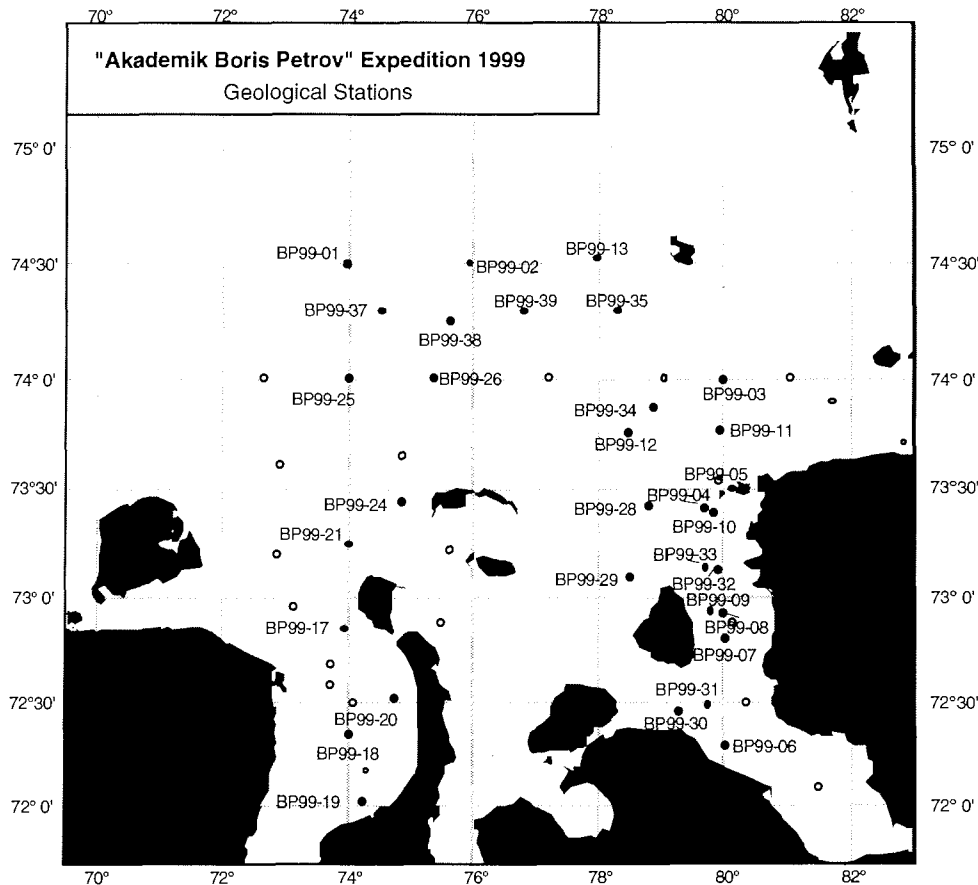 70° 72° 74° 76° 78° 80° 82°
"Akademik Boris Petrov" Expedition 1999
Geological Stations
75° 0' 75° 0'
BP99-13
BP99-01
BP99-02
74°30' 74°30'
BP99-39 BP99-35
BP99-37
BP99-38
74° 0' 74° 0'
BP99-26
BP99-25
BP99-03
BP99-34
BP99-11
BP99-12
BP99-05
73°30' 73°30'
BP99-04
BP99-24
BP99-28
BP99-10
BP99-21
BP99-33
BP99-29
BP99-32
73° 0' 73° 0'
BP99-09
BP99-17
BP99-08
BP99-07
BP99-31
72°30' 72°30'
BP99-20
BP99-30
BP99-06
BP99-18
BP99-19
72° 0' 72° 0'
70° 72° 74° 76° 78° 80° 82°